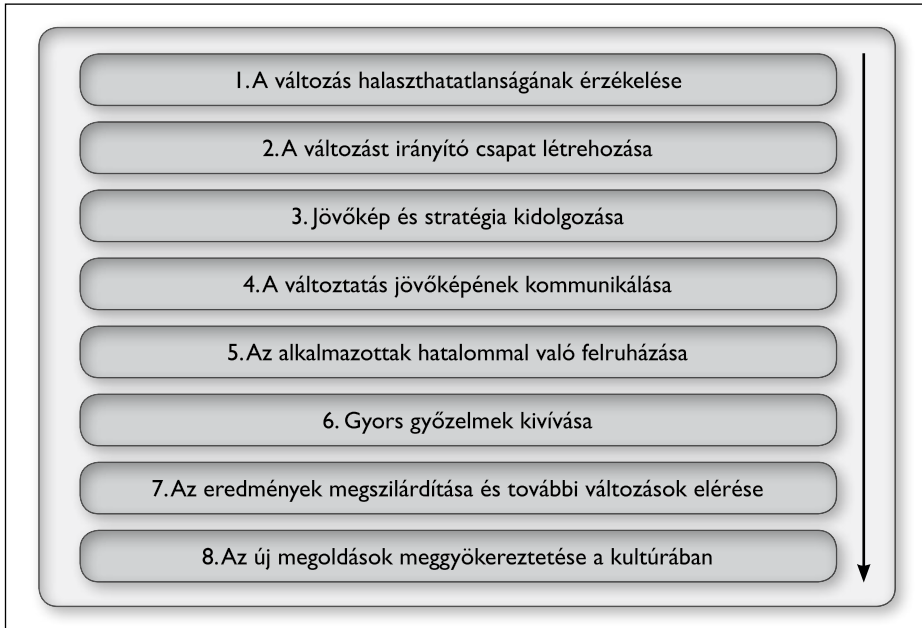 1. A változás halaszthatatlanságának érzékelése
2. A változást irányító csapat létrehozása
3. Jövőkép és stratégia kidolgozása
4. A változtatás jövőképének kommunikálása
5. Az alkalmazottak hatalommal való felruházása
6. Gyors győzelmek kivívása
7. Az eredmények megszilárdítása és további változások elérése
8. Az új megoldások meggyökereztetése a kultúrában